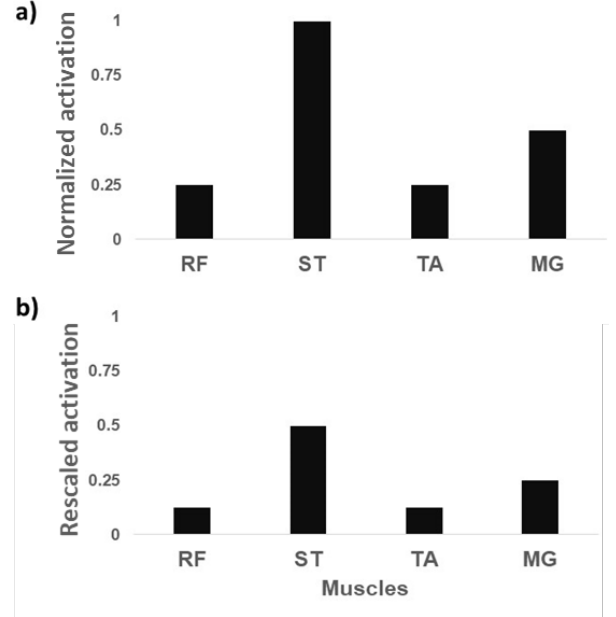 a)
Normalized activation
1
0.75
0.5
0.25
0
RF ST TA MG
b)
Rescaled activation
1
0.75
0.5
0.25
0
RF ST TA MG
Muscles